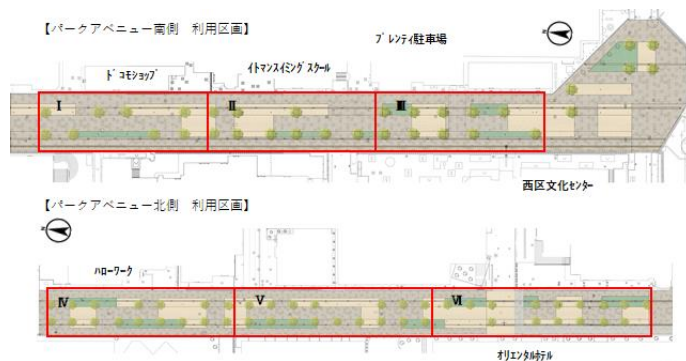 【パークアベニュー南側　利用区画】
プレンティ駐車場
イトマンスイミングスクール
ドコモショップ
Ⅰ
Ⅱ
Ⅲ
西区文化センター
【パークアベニュー北側　利用区画】
ハローワーク
Ⅳ
Ⅴ
Ⅵ
オリエンタルホテル